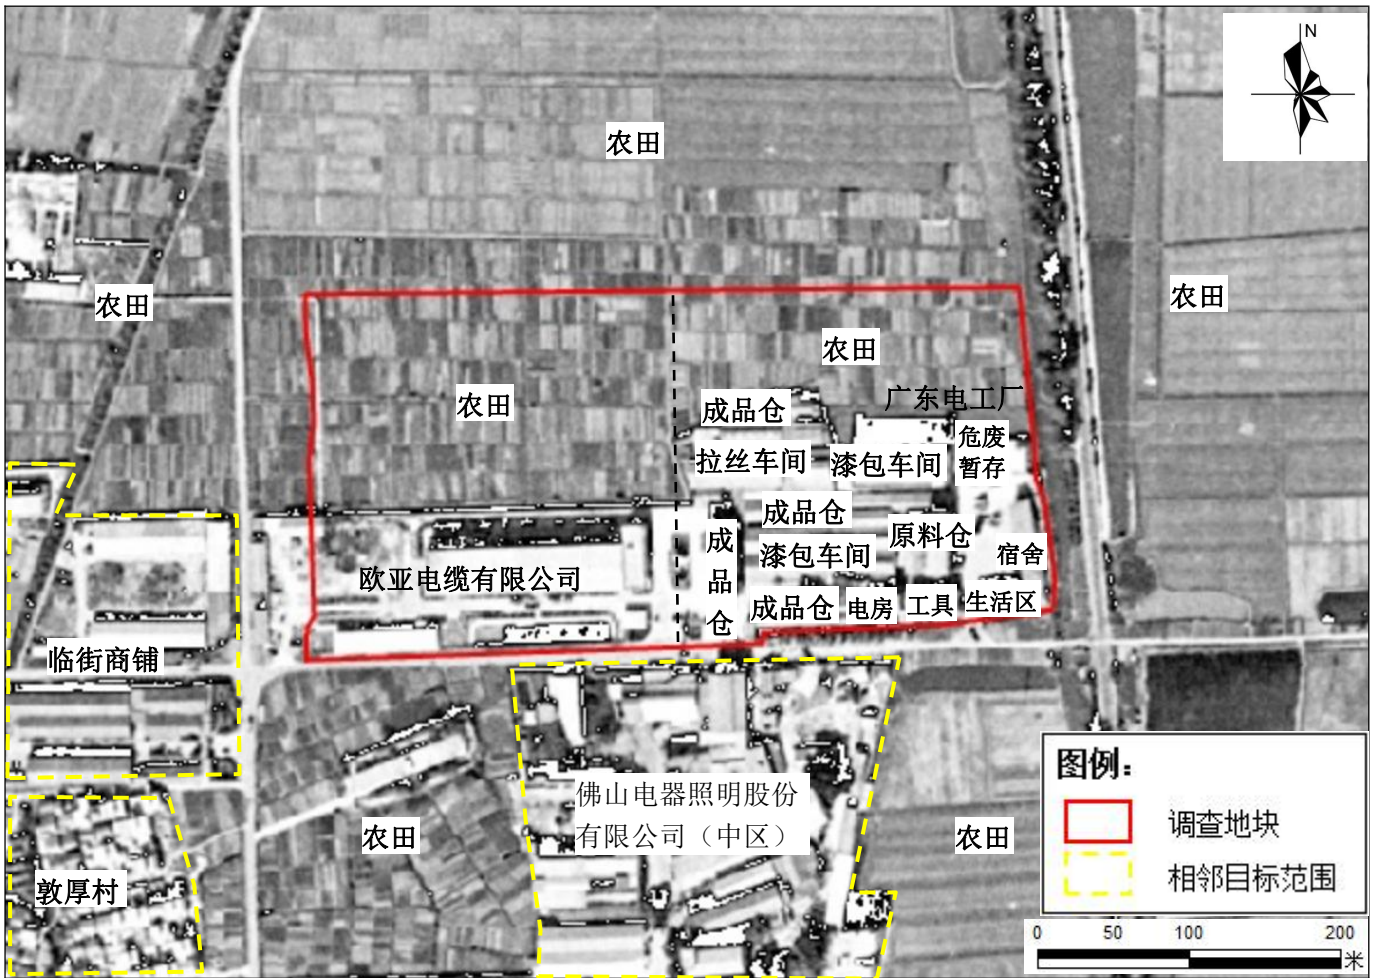 N
农田
农田
农田
农田
农田
成品仓
广东电工厂
农田
拉丝车间
漆包车间
危废
暂存
成品仓
成
品
仓
原料仓
漆包车间
宿舍
欧亚电缆有限公司
成品仓
电房
工具
生活区
临街商铺
佛山电器照明股份
有限公司（中区）
农田
农田
敦厚村
图例：
调查地块
相邻目标范围
0 50 100 200
米